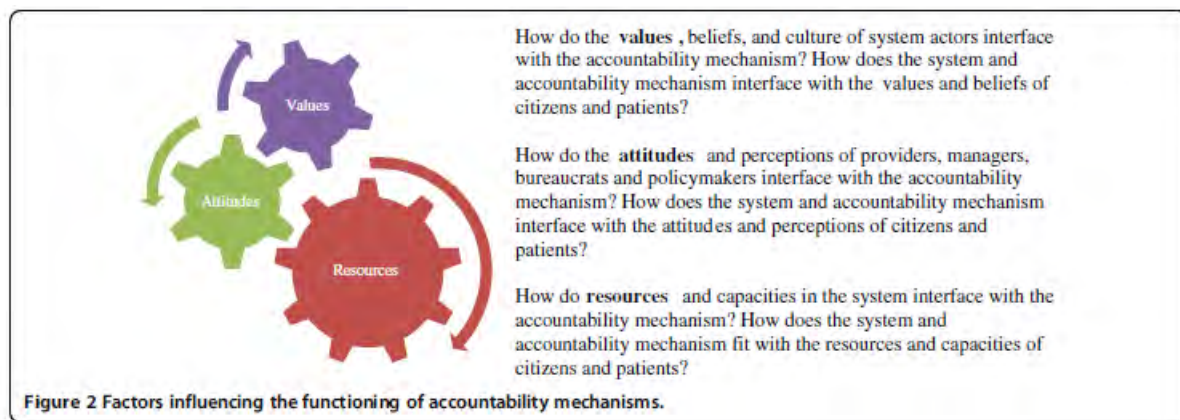 Values
Attitudes
Resources
How do the values , beliefs, and culture of system actors interface
with the accountability mechanism? How does the system and
accountability mechanism interface with the values and beliefs of
citizens and patients?
How do the attitudes and perceptions of providers, managers,
bureaucrats and policymakers interface with the accountability
mechanism? How does the system and accountability mechanism
interface with the attitudes and perceptions of citizens and
patients?
How do resources and capacities in the system interface with the
accountability mechanism? How does the system and
accountability mechanism fit with the resources and capacities of
citizens and patients?
Figure 2 Factors influencing the functioning of accountability mechanisms.